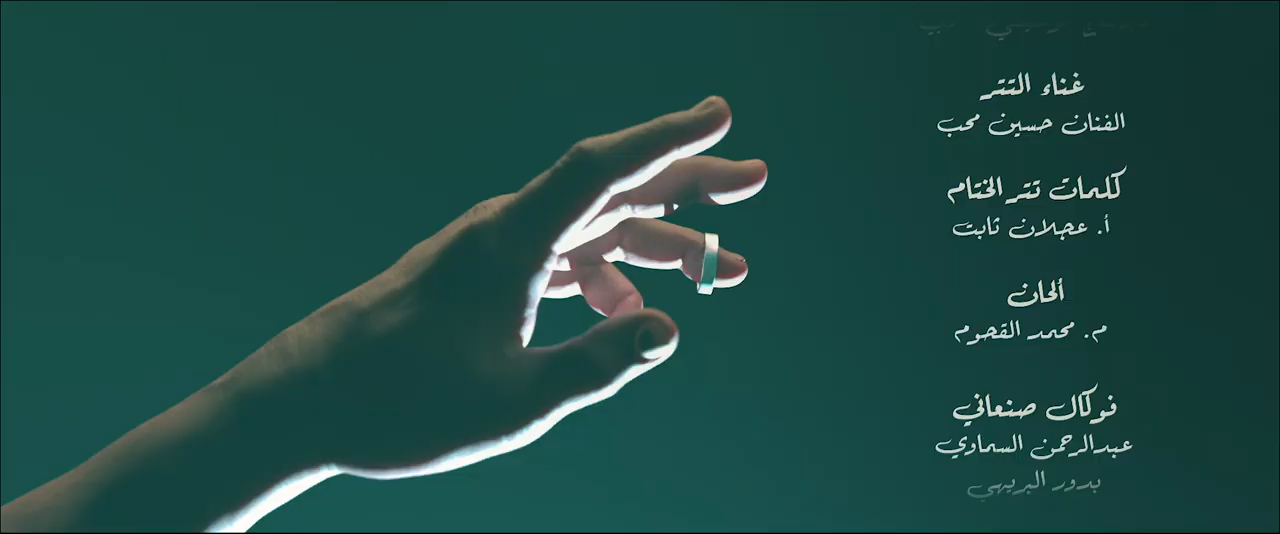 غناء التتر
الفنان حسين محب
كلمات تتر الختام
أ. عجلان ثابت
ألحان
م. محمد القحوم
فوكال صنعاني
عبدالرحمن السماوي
بدور البريهي